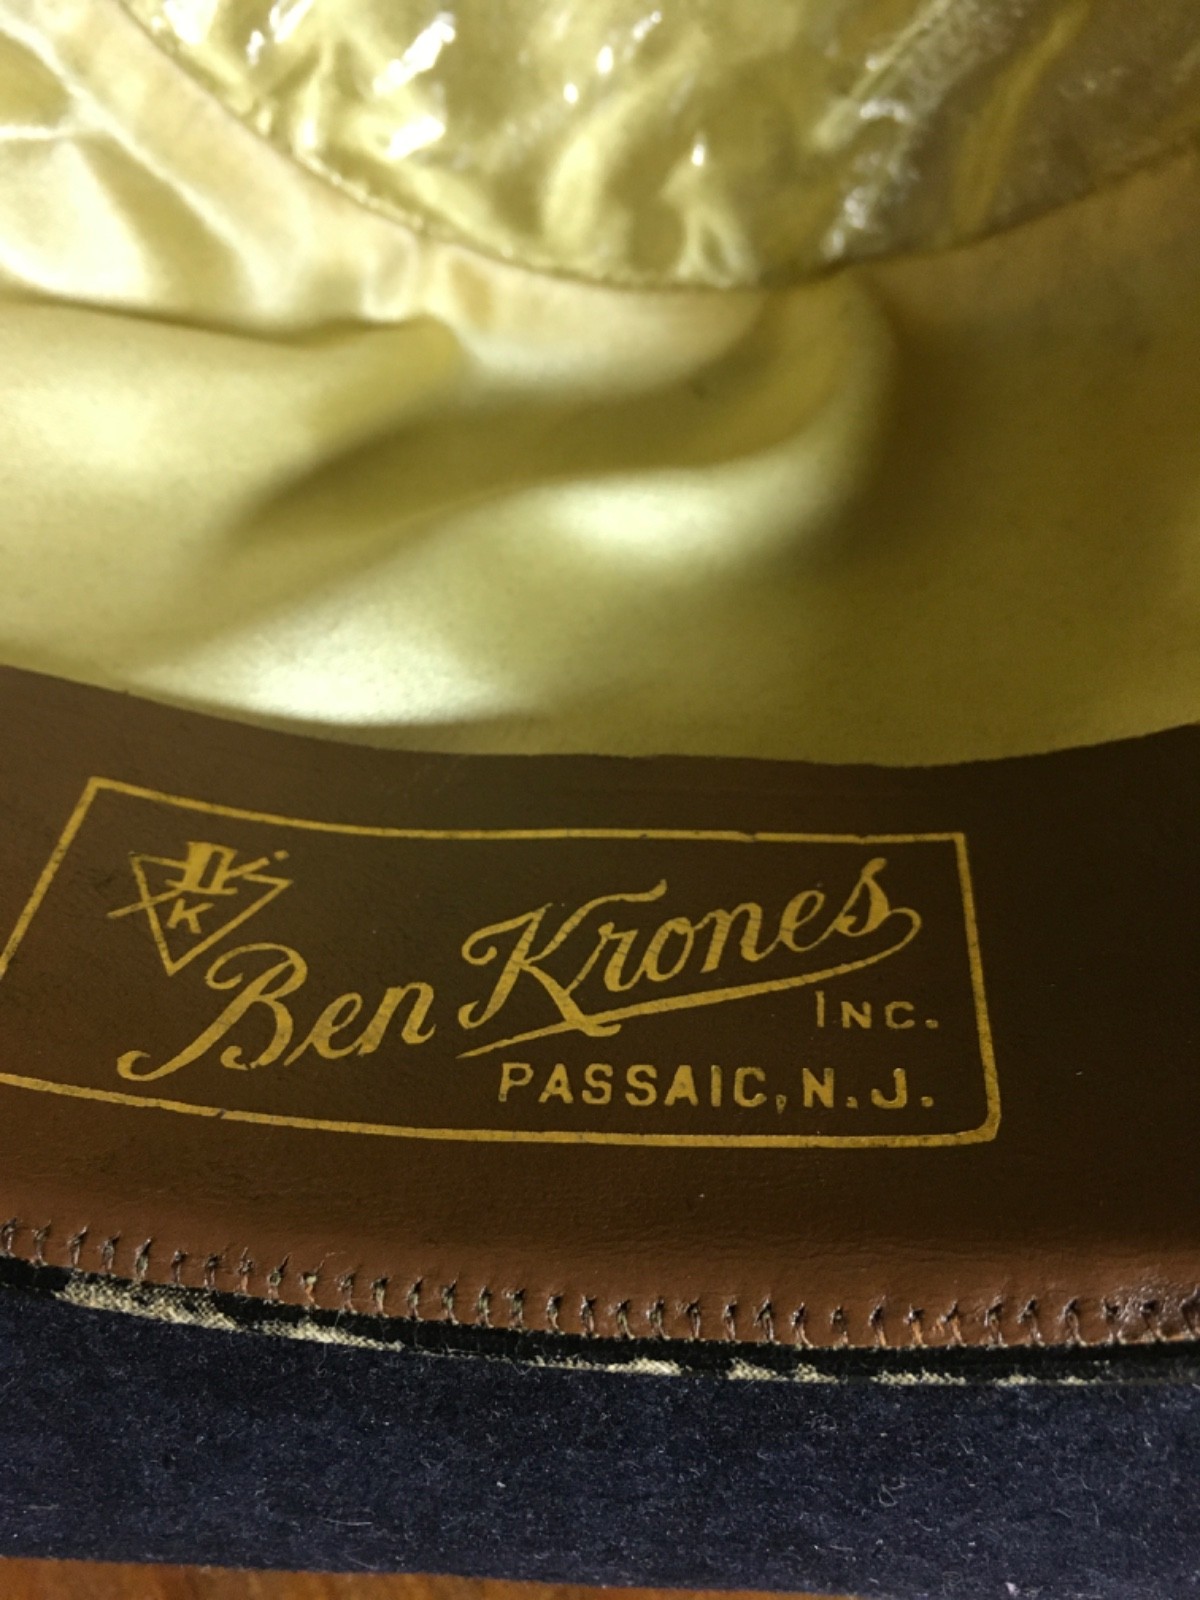 K
Ben Krones
INC.
PASSAIC, N.J.